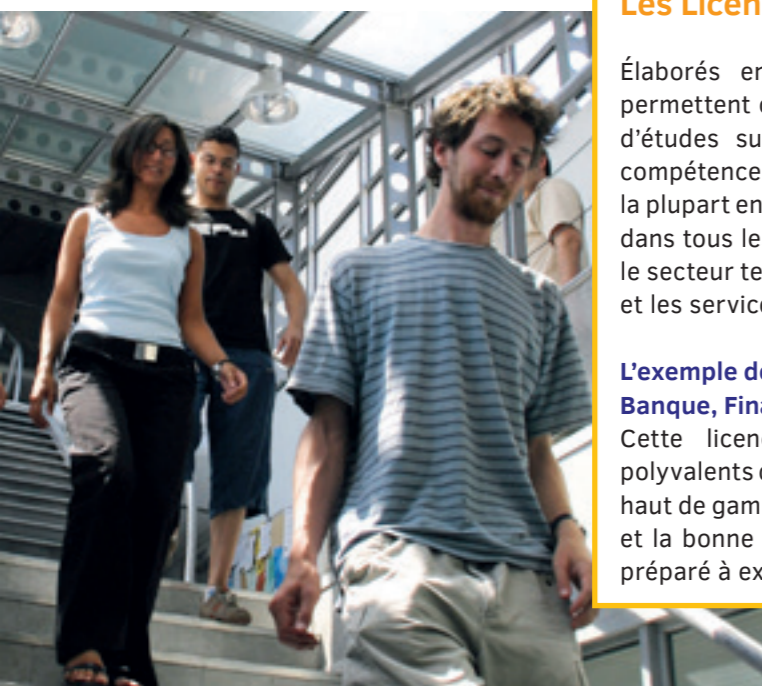 Les Licen
Élaborés en
permettent
d'études su
compétence
la plupart en
dans tous le
le secteur te
et les service
L'exemple de
Banque, Fina
Cette licen
polyvalents
haut de gam
et la bonne
préparé à ex